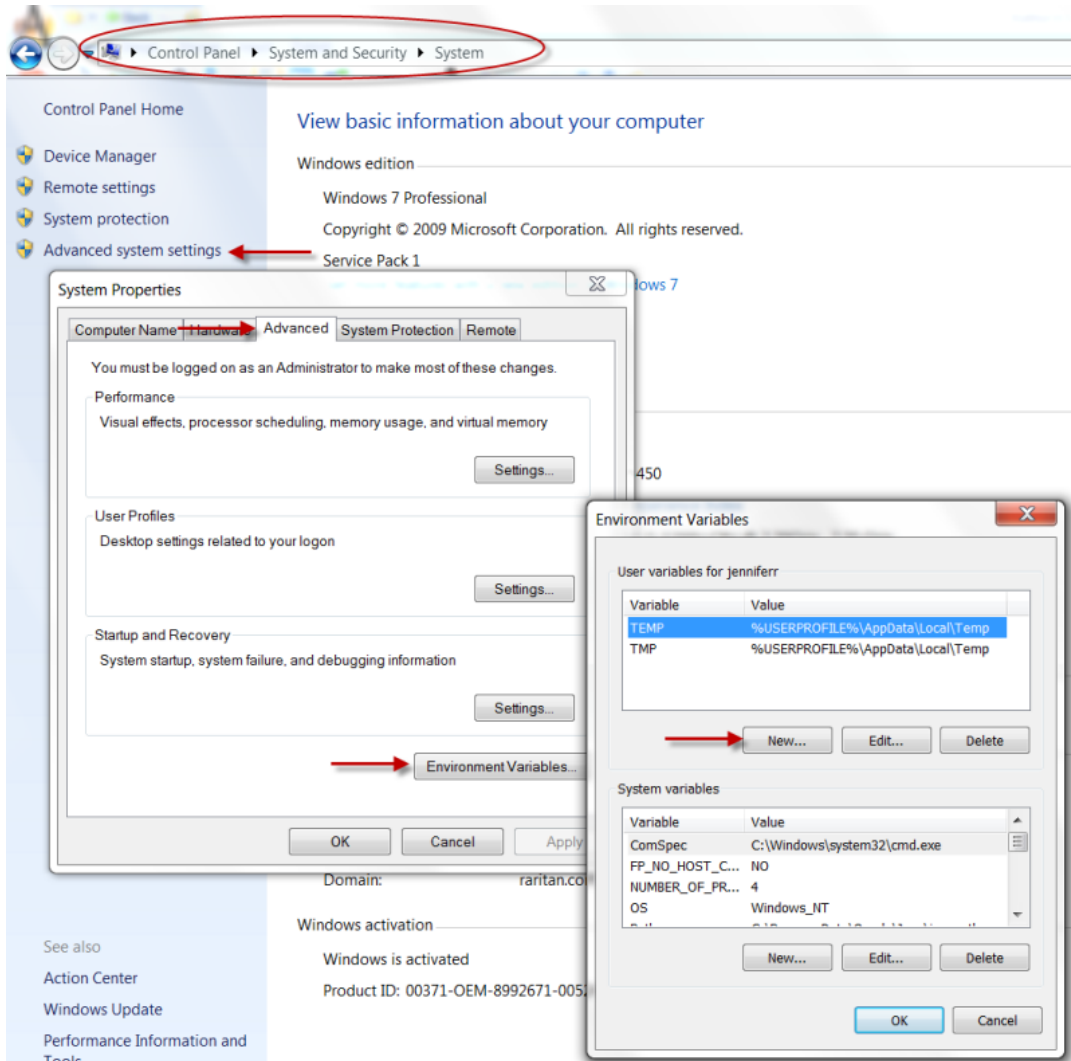 Control Panel ▸ System and Security ▸ System
Control Panel Home
Device Manager
Remote settings
System protection
Advanced system settings
View basic information about your computer
Windows edition
Windows 7 Professional
Copyright © 2009 Microsoft Corporation. All rights reserved.
Service Pack 1
System Properties
Computer Name Hardware Advanced System Protection Remote
You must be logged on as an Administrator to make most of these changes.
Performance
Visual effects, processor scheduling, memory usage, and virtual memory
Settings...
User Profiles
Desktop settings related to your logon
Settings...
Startup and Recovery
System startup, system failure, and debugging information
Settings...
Environment Variables...
OK Cancel Apply
450
Environment Variables
User variables for jenniferr
Variable Value
TEMP %USERPROFILE%\AppData\Local\Temp
TMP %USERPROFILE%\AppData\Local\Temp
New... Edit... Delete
System variables
Variable Value
ComSpec C:\Windows\system32\cmd.exe
FP_NO_HOST_C... NO
NUMBER_OF_PR... 4
OS Windows_NT
New... Edit... Delete
OK Cancel
Domain: raritan.co
Windows activation
Windows is activated
Product ID: 00371-OEM-8992671-005
See also
Action Center
Windows Update
Performance Information and
Tools